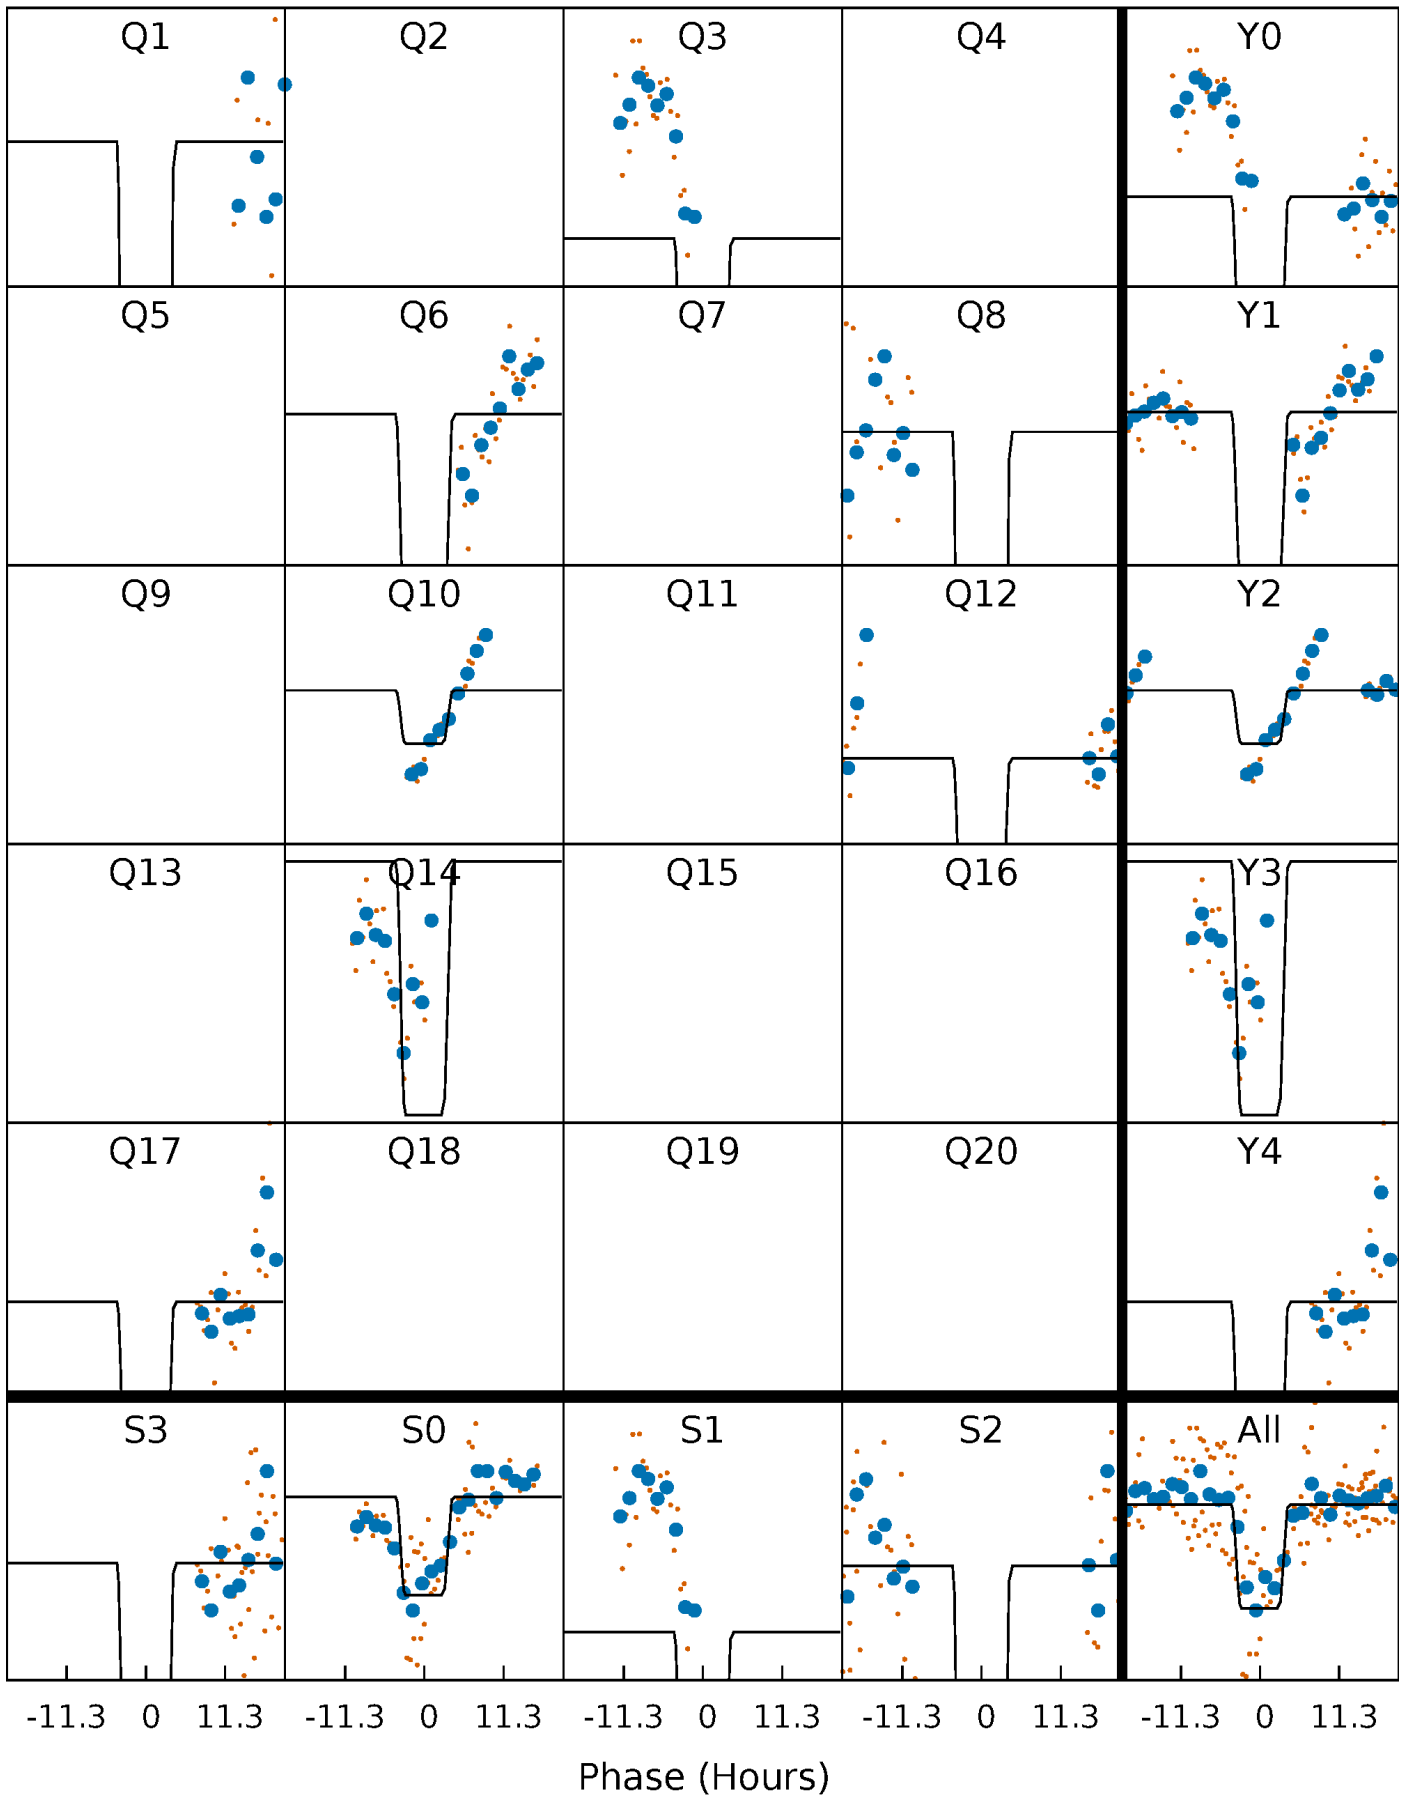 Q1 Q2 Q3 Q4 Y0
Q5 Q6 Q7 Q8 Y1
Q9 Q10 Q11 Q12 Y2
Q13 Q14 Q15 Q16 Y3
Q17 Q18 Q19 Q20 Y4
S3 S0 S1 S2 All
-11.3 0 11.3 -11.3 0 11.3 -11.3 0 11.3 -11.3 0 11.3 -11.3 0 11.3
Phase (Hours)